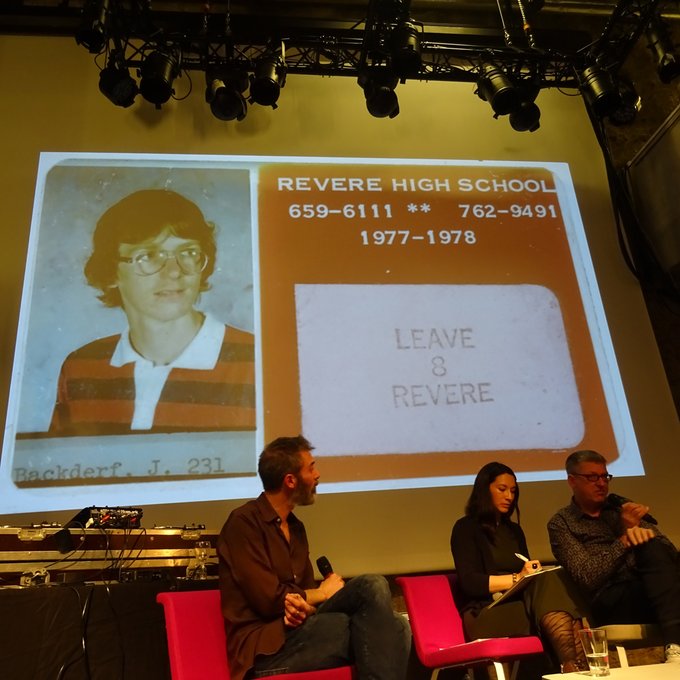 REVERE HIGH SCHOOL
659-6111 ** 762-9491
1977-1978
LEAVE
8
REVERE
Backderf, J. 231